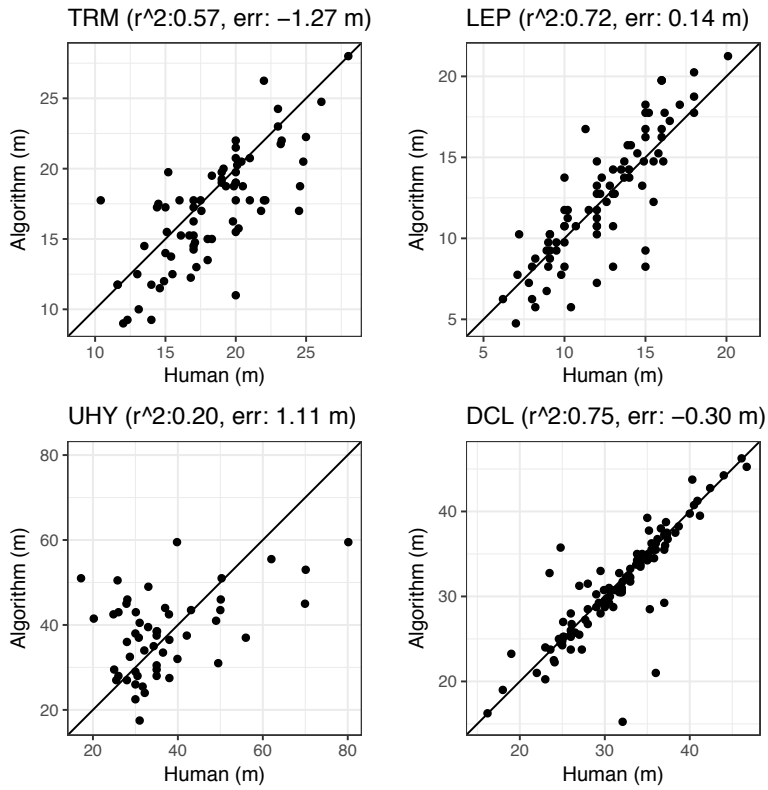 TRM (r^2:0.57, err: −1.27 m)
25
20
15
10
Algorithm (m)
10 15 20 25
Human (m)
LEP (r^2:0.72, err: 0.14 m)
20
15
10
5
Algorithm (m)
5 10 15 20
Human (m)
UHY (r^2:0.20, err: 1.11 m)
80
60
40
20
Algorithm (m)
20 40 60 80
Human (m)
DCL (r^2:0.75, err: −0.30 m)
40
30
20
Algorithm (m)
20 30 40
Human (m)